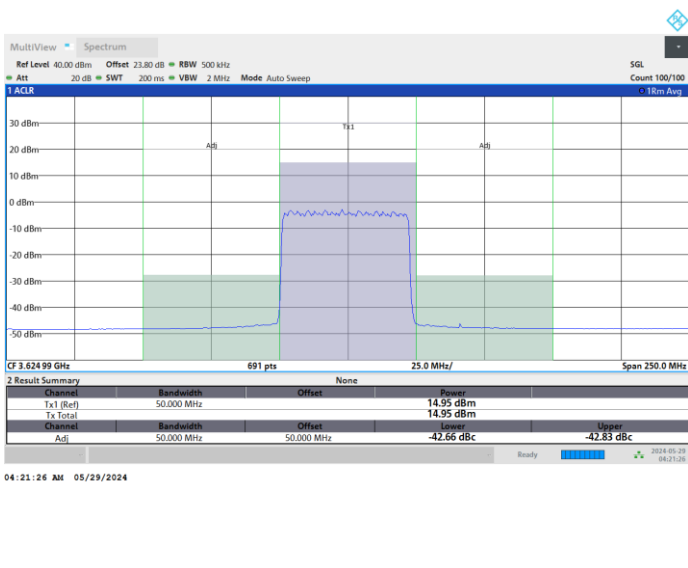 MultiView Spectrum
Ref Level 40.00 dBm Offset 23.80 dB RBW 500 kHz SGL
Att 20 dB SWT 200 ms VBW 2 MHz Mode Auto Sweep Count 100/100
1 ACLR 1Rm Avg
30 dBm
Tx1
20 dBm Adj Adj
10 dBm
0 dBm
-10 dBm
-20 dBm
-30 dBm
-40 dBm
-50 dBm
CF 3.624 99 GHz 691 pts 25.0 MHz/ Span 250.0 MHz
2 Result Summary None
Channel Bandwidth Offset Power
Tx1 (Ref) 50.000 MHz 14.95 dBm
Tx Total 14.95 dBm
Channel Bandwidth Offset Lower Upper
Adj 50.000 MHz 50.000 MHz -42.66 dBc -42.83 dBc
Ready 2024-05-29
04:21:26
04:21:26 AM 05/29/2024